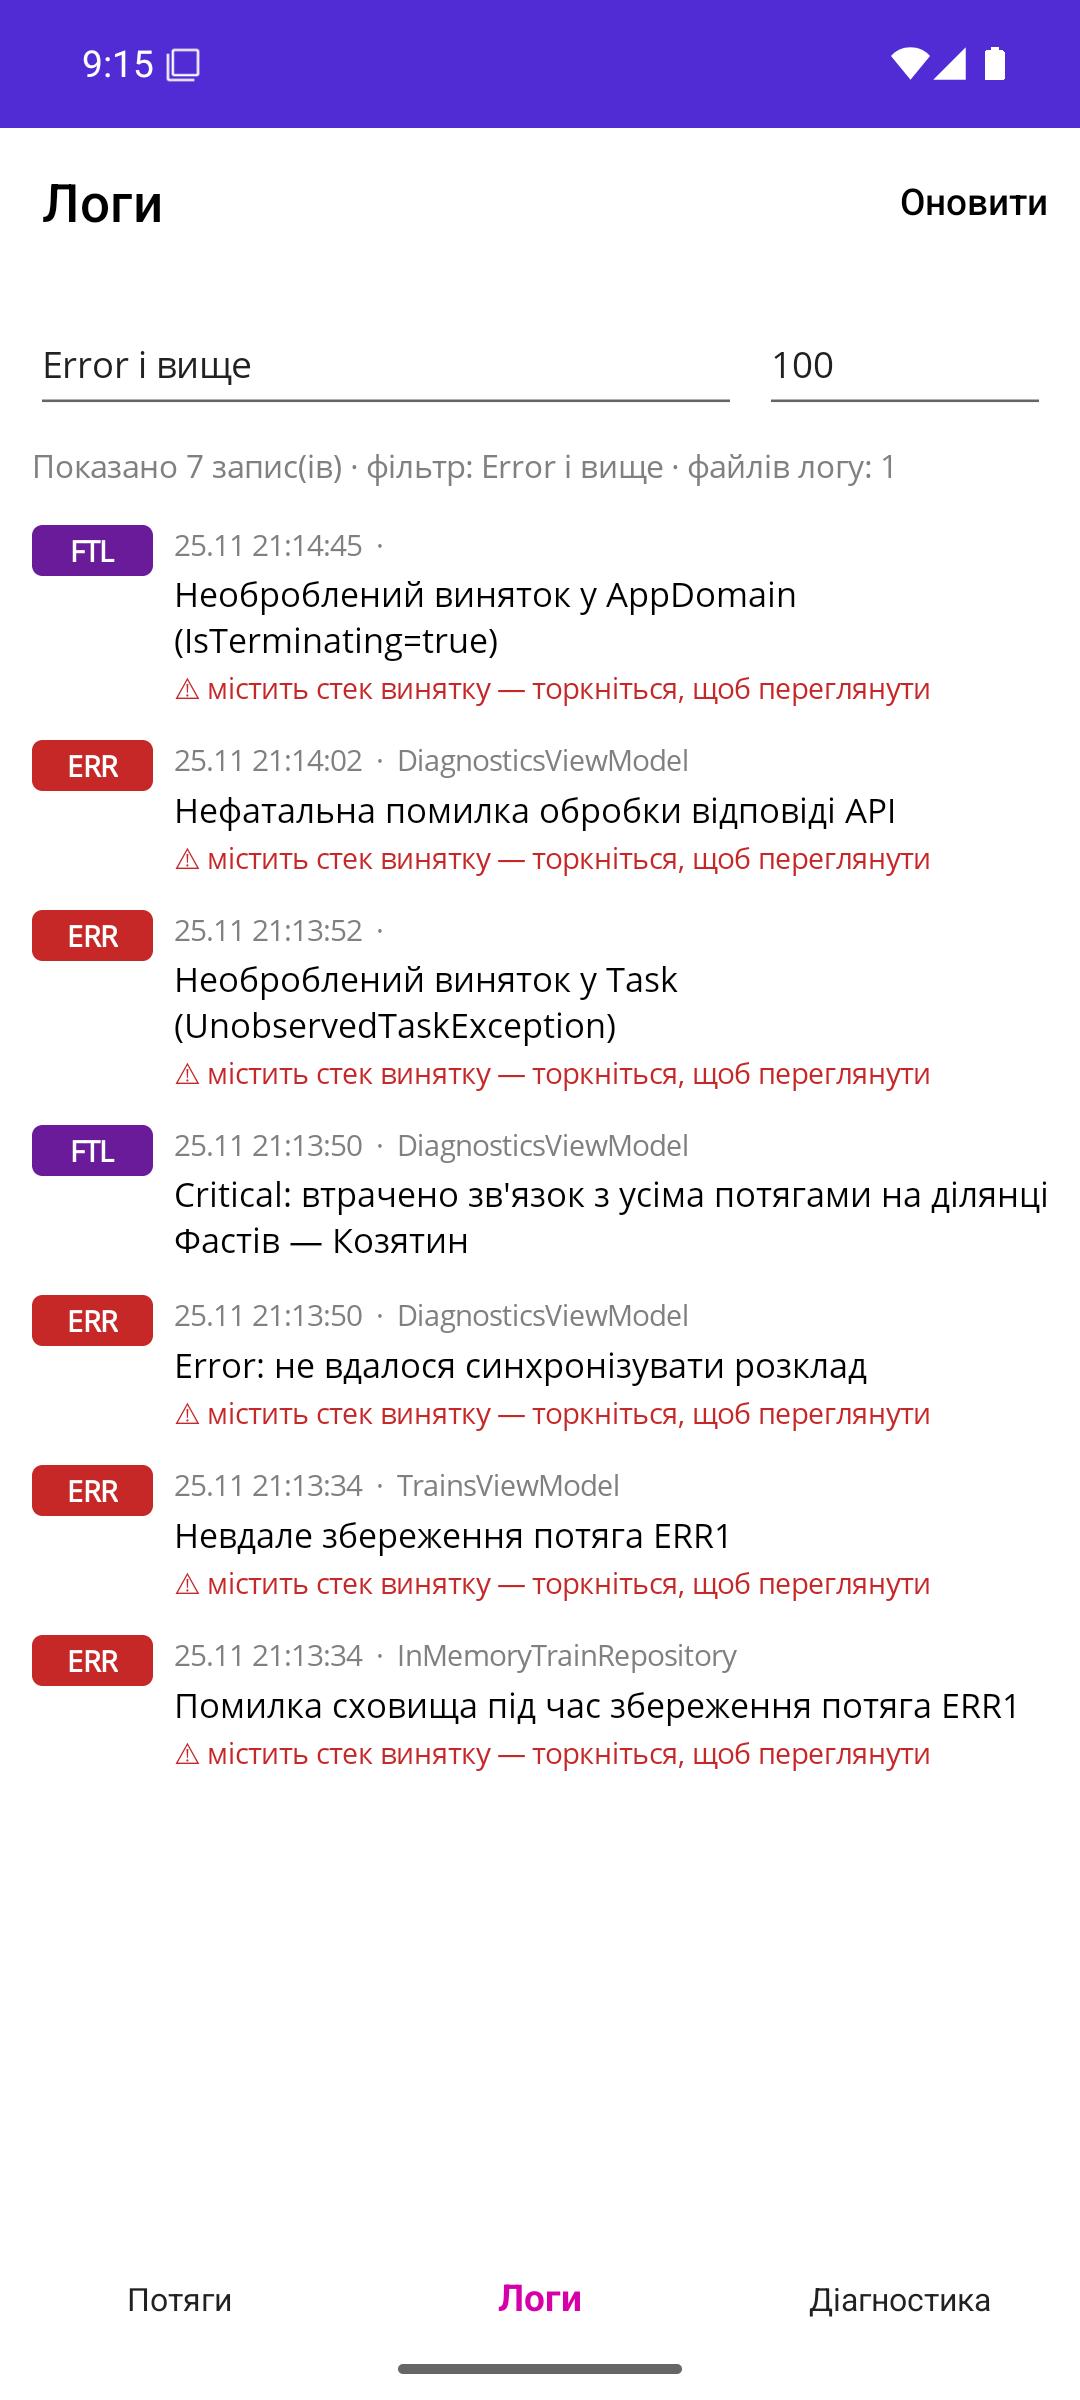 9:15
Логи
Оновити
Error і вище
100
Показано 7 запис(ів) · фільтр: Error і вище · файлів логу: 1
FTL
25.11 21:14:45 ·
Необроблений виняток у AppDomain
(IsTerminating=true)
⚠ містить стек винятку — торкніться, щоб переглянути
ERR
25.11 21:14:02 · DiagnosticsViewModel
Нефатальна помилка обробки відповіді API
⚠ містить стек винятку — торкніться, щоб переглянути
ERR
25.11 21:13:52 ·
Необроблений виняток у Task
(UnobservedTaskException)
⚠ містить стек винятку — торкніться, щоб переглянути
FTL
25.11 21:13:50 · DiagnosticsViewModel
Critical: втрачено зв'язок з усіма потягами на ділянці
Фастів — Козятин
ERR
25.11 21:13:50 · DiagnosticsViewModel
Error: не вдалося синхронізувати розклад
⚠ містить стек винятку — торкніться, щоб переглянути
ERR
25.11 21:13:34 · TrainsViewModel
Невдале збереження потяга ERR1
⚠ містить стек винятку — торкніться, щоб переглянути
ERR
25.11 21:13:34 · InMemoryTrainRepository
Помилка сховища під час збереження потяга ERR1
⚠ містить стек винятку — торкніться, щоб переглянути
Потяги
Логи
Діагностика